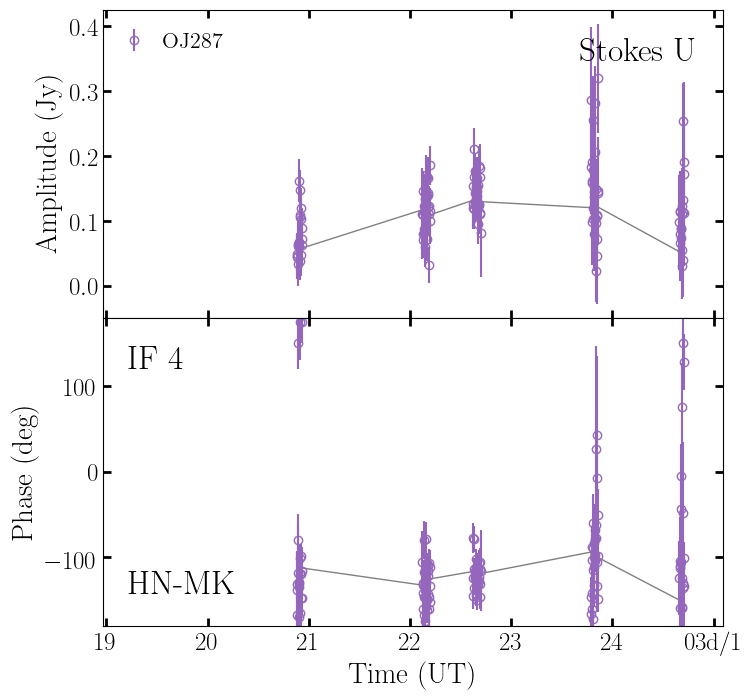 0.4
0.3
0.2
0.1
0.0
Amplitude (Jy)
OJ287
Stokes U
100
0
−100
Phase (deg)
IF 4
HN-MK
19 20 21 22 23 24 03d/1
Time (UT)